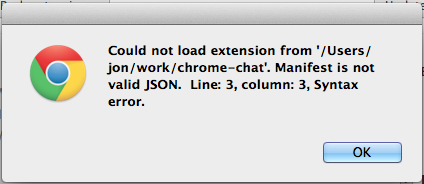 Could not load extension from '/Users/
jon/work/chrome-chat'. Manifest is not
valid JSON.  Line: 3, column: 3, Syntax
error.
OK